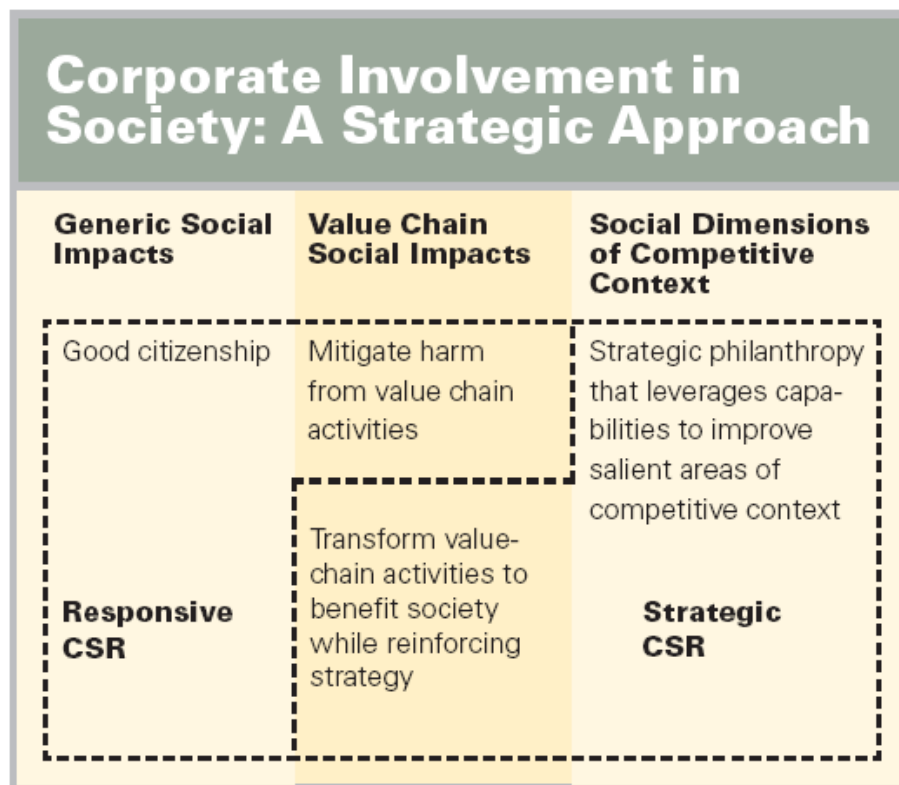 Corporate Involvement in
Society: A Strategic Approach
Generic Social
Impacts
Value Chain
Social Impacts
Social Dimensions
of Competitive
Context
Good citizenship
Mitigate harm
from value chain
activities
Strategic philanthropy
that leverages capa-
bilities to improve
salient areas of
competitive context
Transform value-
chain activities to
benefit society
while reinforcing
strategy
Responsive
CSR
Strategic
CSR